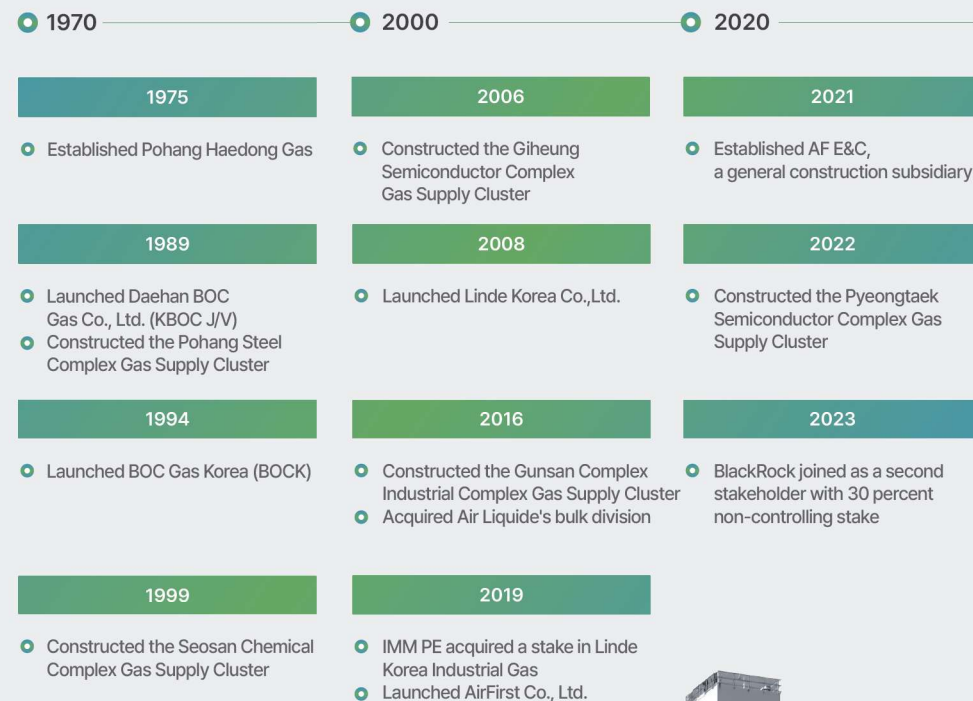 1970
1975
Established Pohang Haedong Gas
1989
Launched Daehan BOC
Gas Co., Ltd. (KBOC J/V)
Constructed the Pohang Steel
Complex Gas Supply Cluster
1994
Launched BOC Gas Korea (BOCK)
1999
Constructed the Seosan Chemical
Complex Gas Supply Cluster
2000
2006
Constructed the Giheung
Semiconductor Complex
Gas Supply Cluster
2008
Launched Linde Korea Co.,Ltd.
2016
Constructed the Gunsan Complex
Industrial Complex Gas Supply Cluster
Acquired Air Liquide's bulk division
2019
IMM PE acquired a stake in Linde
Korea Industrial Gas
Launched AirFirst Co., Ltd.
2020
2021
Established AF E&C,
a general construction subsidiary
2022
Constructed the Pyeongtaek
Semiconductor Complex Gas
Supply Cluster
2023
BlackRock joined as a second
stakeholder with 30 percent
non-controlling stake